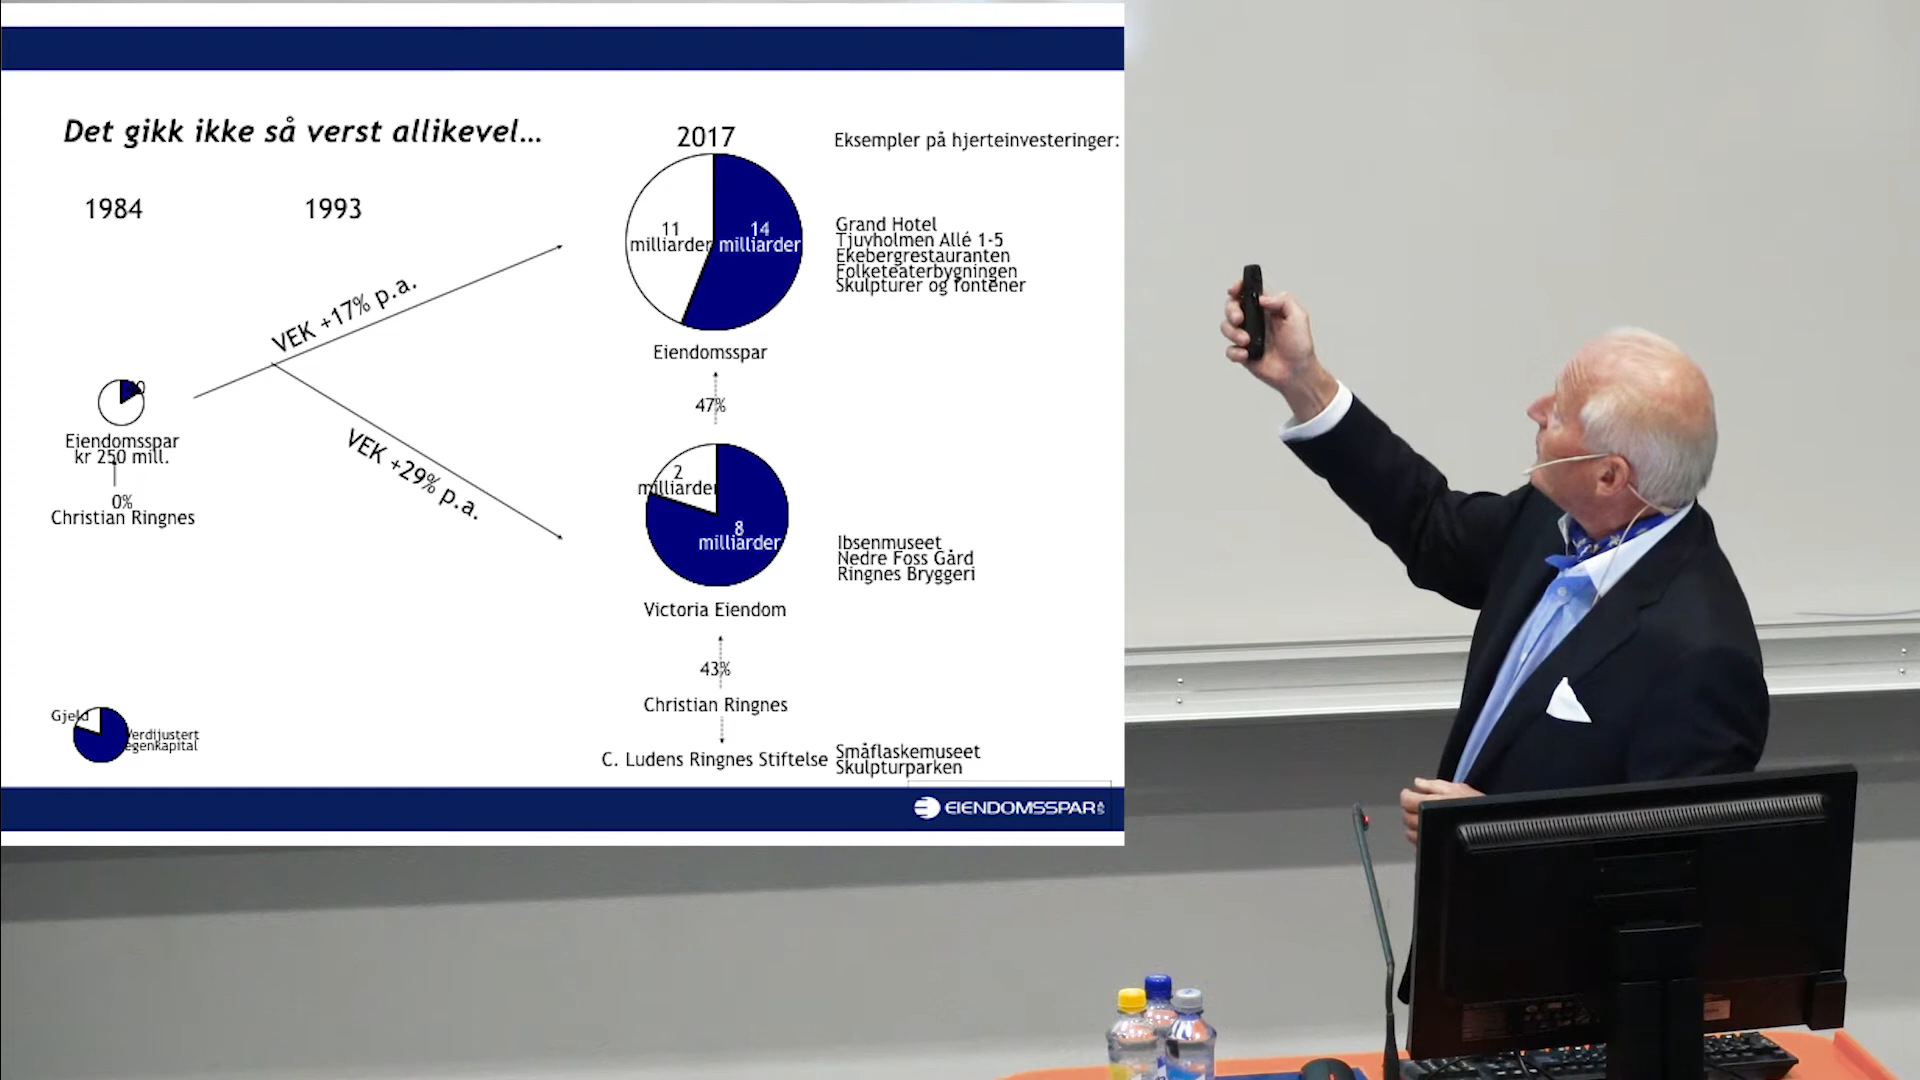 Det gikk ikke så verst allikevel...
1984
1993
2017
Eksempler på hjerteinvesteringer:
11
milliarder
14
milliarder
Grand Hotel
Tjuvholmen Allé 1-5
Ekebergrestauranten
Folketeaterbygningen
Skulpturer og fontener
VEK +17% p.a.
Eiendomsspar
47%
Eiendomsspar
kr 250 mill.
0%
Christian Ringnes
VEK +29% p.a.
2
milliarder
8
milliarder
Ibsenmuseet
Nedre Foss Gård
Ringnes Bryggeri
Victoria Eiendom
43%
Christian Ringnes
C. Ludens Ringnes Stiftelse
Småflaskemuseet
Skulpturparken
Gjeld
Verdijustert
egenkapital
EIENDOMSSPAR AS